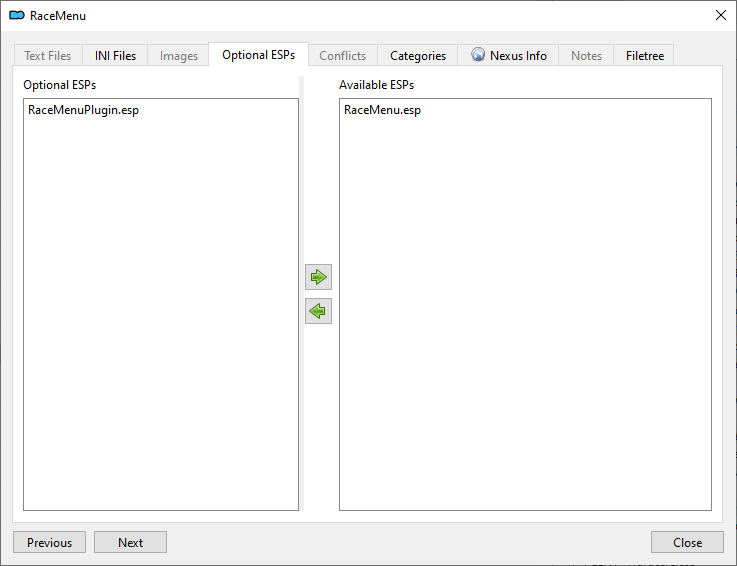 RaceMenu
Text Files INI Files Images Optional ESPs Conflicts Categories Nexus Info Notes Filetree
Optional ESPs Available ESPs
RaceMenuPlugin.esp RaceMenu.esp
Previous Next Close